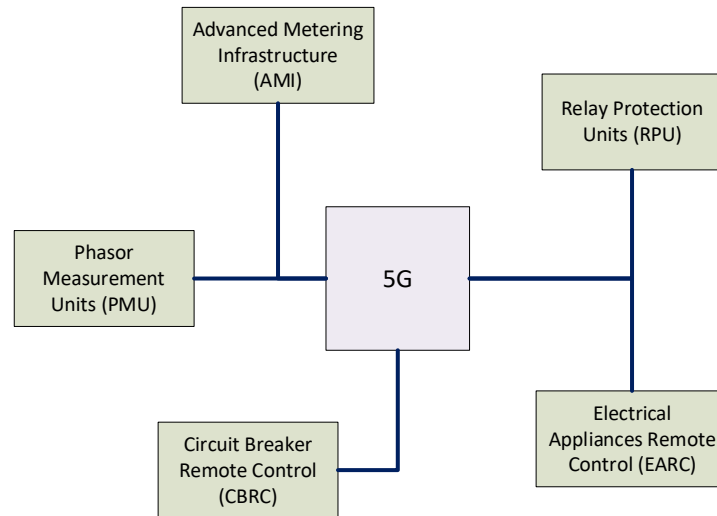 Advanced Metering
Infrastructure
(AMI)
Relay Protection
Units (RPU)
Phasor
Measurement
Units (PMU)
5G
Circuit Breaker
Remote Control
(CBRC)
Electrical
Appliances Remote
Control (EARC)